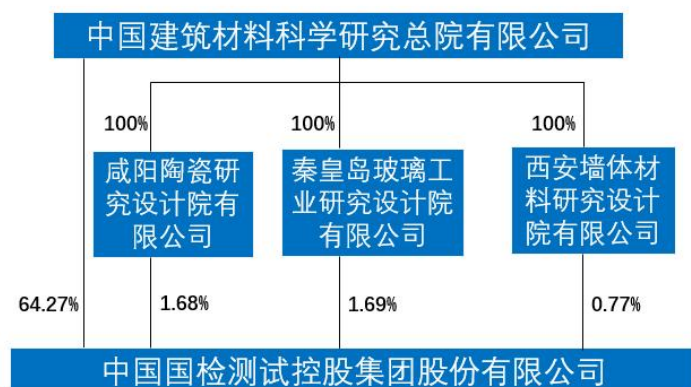 中国建筑材料科学研究总院有限公司
100%
100%
100%
咸阳陶瓷研
究设计院有
限公司
秦皇岛玻璃工
业研究设计院
有限公司
西安墙体材
料研究设计
院有限公司
64.27%
1.68%
1.69%
0.77%
中国国检测试控股集团股份有限公司